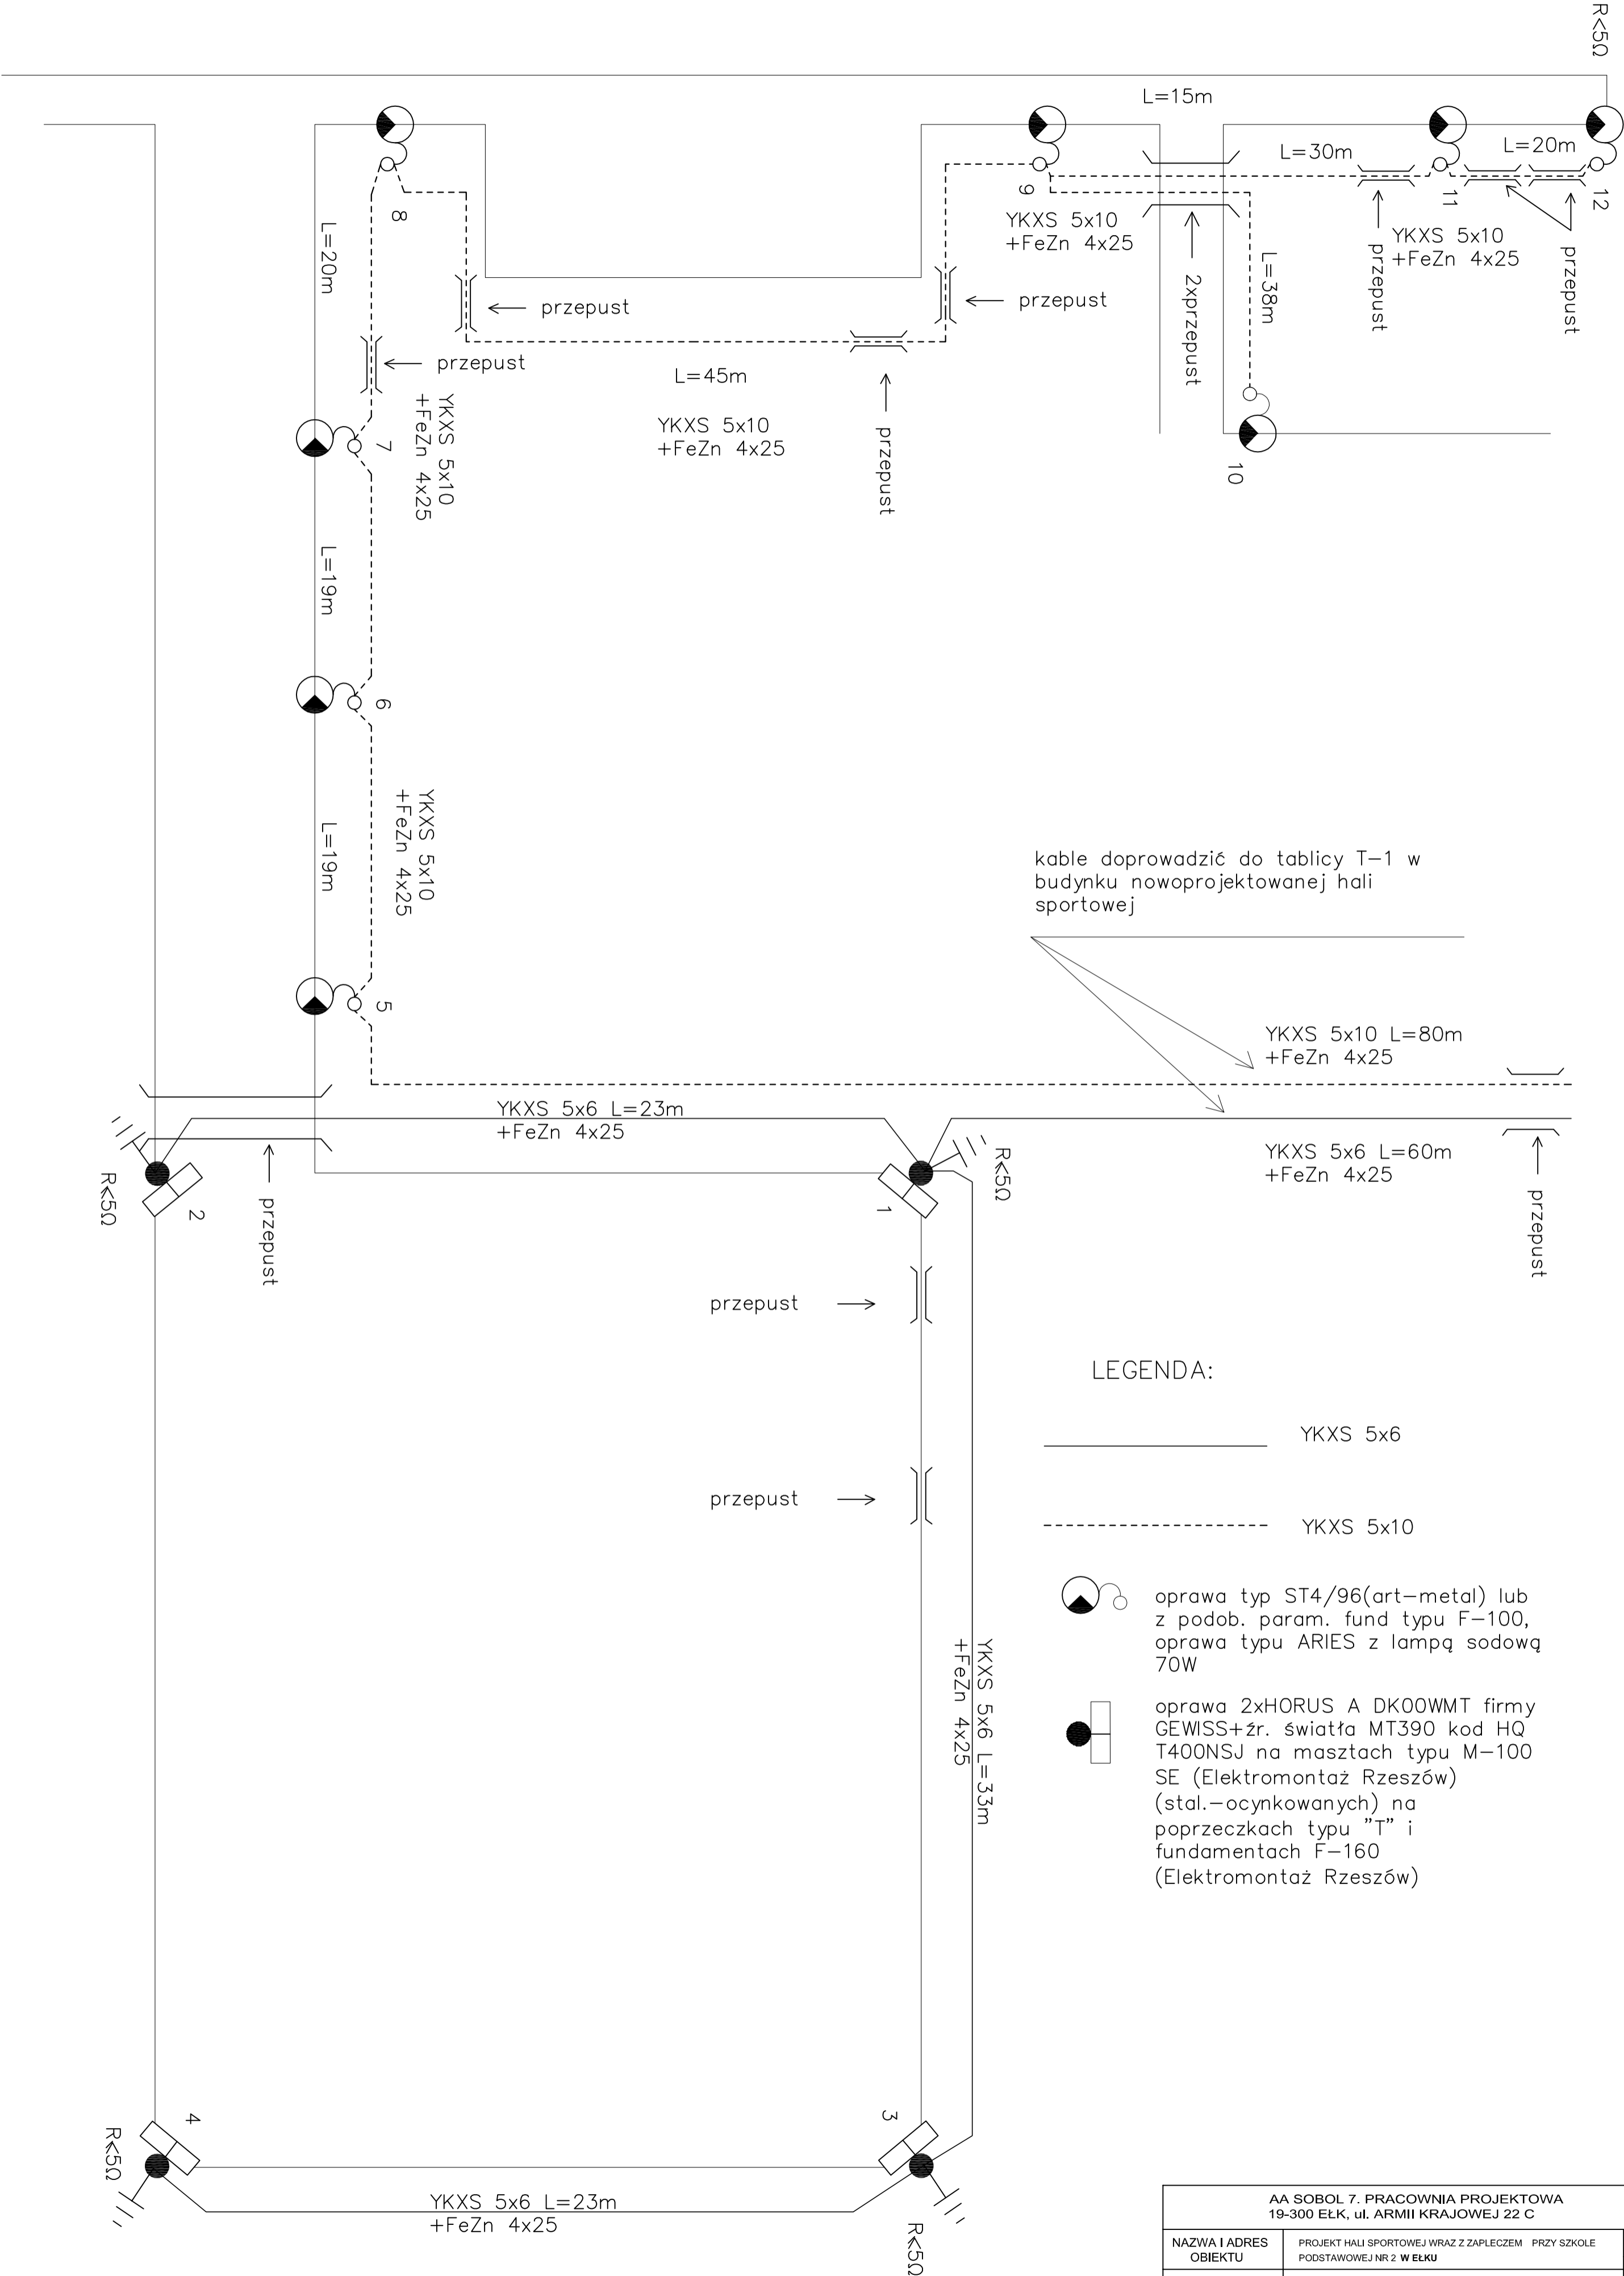 R<5Ω
L=15m
L=30m
L=20m
9
11
12
8
YKXS 5x10
+FeZn 4x25
YKXS 5x10
+FeZn 4x25
L=20m
L=38m
przepust
przepust
2xprzepust
przepust
przepust
przepust
L=45m
YKXS 5x10
+FeZn 4x25
YKXS 5x10
+FeZn 4x25
przepust
7
10
L=19m
6
L=19m
YKXS 5x10
+FeZn 4x25
kable doprowadzić do tablicy T-1 w
budynku nowoprojektowanej hali
sportowej
5
YKXS 5x10 L=80m
+FeZn 4x25
YKXS 5x6 L=23m
+FeZn 4x25
YKXS 5x6 L=60m
+FeZn 4x25
R<5Ω
R<5Ω
2
1
przepust
przepust
przepust
LEGENDA:
YKXS 5x6
przepust
YKXS 5x10
oprawa typ ST4/96(art-metal) lub
z podob. param. fund typu F-100,
oprawa typu ARIES z lampą sodową
70W
YKXS 5x6 L=33m
+FeZn 4x25
oprawa 2xHORUS A DK00WMT firmy
GEWISS+źr. światła MT390 kod HQ
T400NSJ na masztach typu M-100
SE (Elektromontaż Rzeszów)
(stal.-ocynkowanych) na
poprzeczkach typu "T" i
fundamentach F-160
(Elektromontaż Rzeszów)
4
3
R<5Ω
YKXS 5x6 L=23m
+FeZn 4x25
R<5Ω
AA SOBOL 7. PRACOWNIA PROJEKTOWA
19-300 EŁK, ul. ARMII KRAJOWEJ 22 C
NAZWA I ADRES
OBIEKTU
PROJEKT HALI SPORTOWEJ WRAZ Z ZAPLECZEM PRZY SZKOLE
PODSTAWOWEJ NR 2 W EŁKU